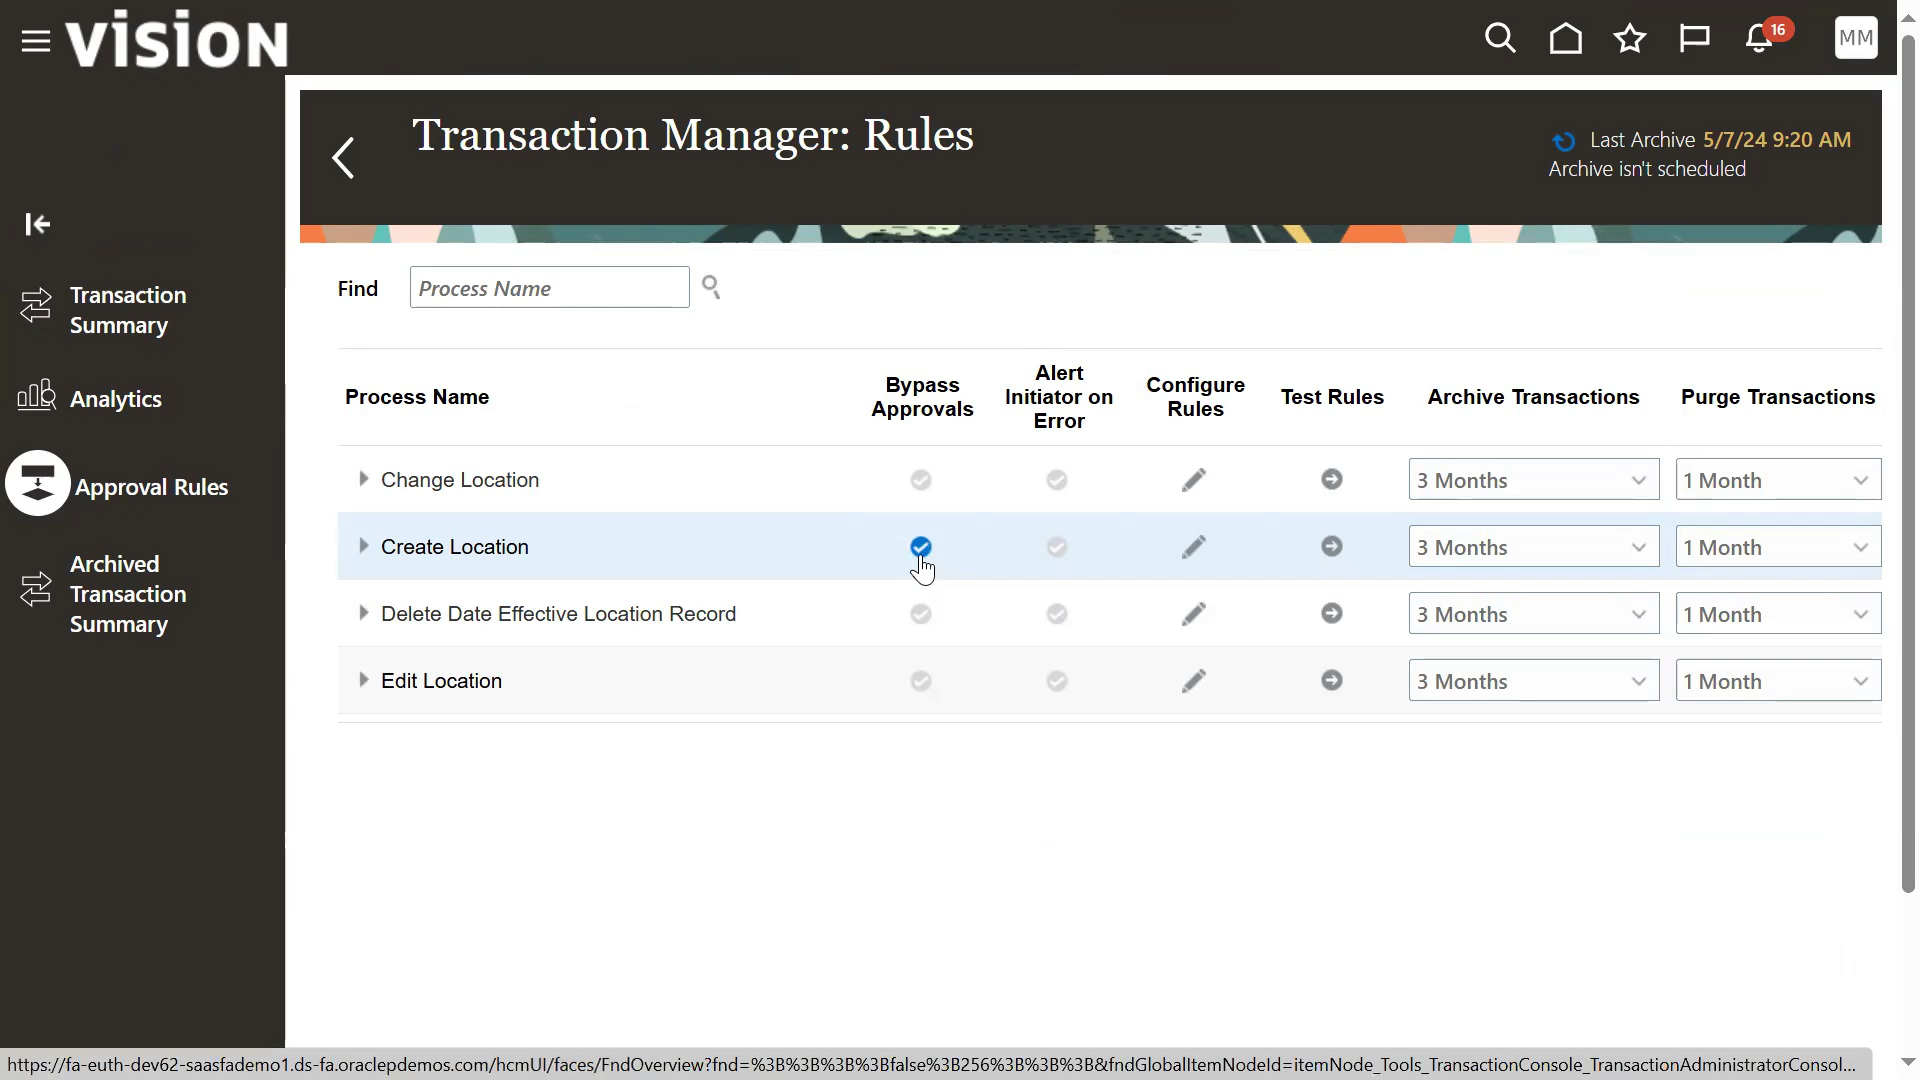 vision
16
MM
Transaction Manager: Rules
Last Archive 5/7/24 9:20 AM
Archive isn't scheduled
Transaction
Summary
Analytics
Approval Rules
Archived
Transaction
Summary
Find Process Name
Process Name
Bypass
Approvals
Alert
Initiator on
Error
Configure
Rules
Test Rules
Archive Transactions
Purge Transactions
Change Location 3 Months 1 Month
Create Location 3 Months 1 Month
Delete Date Effective Location Record 3 Months 1 Month
Edit Location 3 Months 1 Month
https://fa-euth-dev62-saasfademo1.ds-fa.oraclepdemos.com/hcmUI/faces/FndOverview?fnd=%3B%3B%3B%3Bfalse%3B256%3B%3B%3B&fndGlobalItemNodeId=itemNode_Tools_TransactionConsole_TransactionAdministratorConsol...